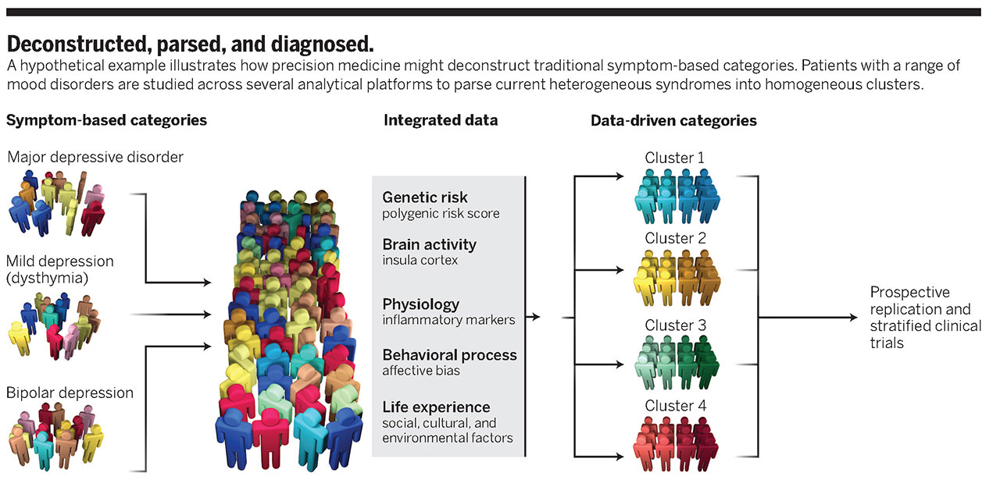 Deconstructed, parsed, and diagnosed.
A hypothetical example illustrates how precision medicine might deconstruct traditional symptom-based categories. Patients with a range of
mood disorders are studied across several analytical platforms to parse current heterogeneous syndromes into homogeneous clusters.
Symptom-based categories
Major depressive disorder
Mild depression
(dysthymia)
Bipolar depression
Integrated data
Genetic risk
polygenic risk score
Brain activity
insula cortex
Physiology
inflammatory markers
Behavioral process
affective bias
Life experience
social, cultural, and
environmental factors
Data-driven categories
Cluster 1
Cluster 2
Cluster 3
Cluster 4
Prospective
replication and
stratified clinical
trials